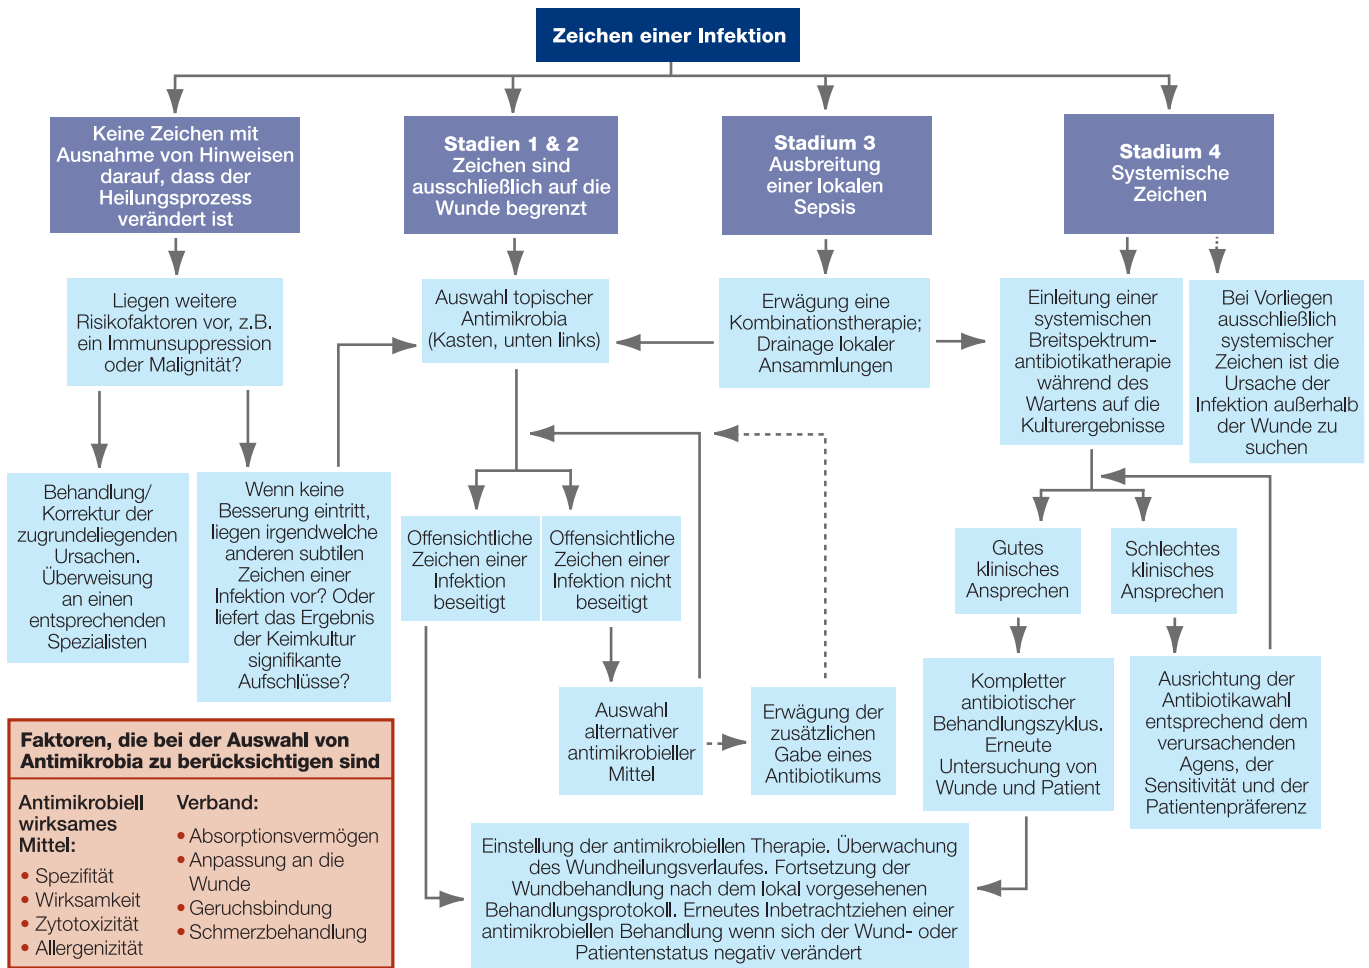 Zeichen einer Infektion
Keine Zeichen mit
Ausnahme von Hinweisen
darauf, dass der
Heilungsprozess
verändert ist
Stadien 1 & 2
Zeichen sind
ausschließlich auf die
Wunde begrenzt
Stadium 3
Ausbreitung
einer lokalen
Sepsis
Stadium 4
Systemische
Zeichen
Liegen weitere
Risikofaktoren vor, z.B.
ein Immunsuppression
oder Malignität?
Auswahl topischer
Antimikrobia
(Kasten, unten links)
Erwägung eine
Kombinationstherapie;
Drainage lokaler
Ansammlungen
Einleitung einer
systemischen
Breitspektrum-
antibiotikatherapie
während des
Wartens auf die
Kulturergebnisse
Bei Vorliegen
ausschließlich
systemischer
Zeichen ist die
Ursache der
Infektion außerhalb
der Wunde zu
suchen
Behandlung/
Korrektur der
zugrundeliegenden
Ursachen.
Überweisung
an einen
entsprechenden
Spezialisten
Wenn keine
Besserung eintritt,
liegen irgendwelche
anderen subtilen
Zeichen einer
Infektion vor? Oder
liefert das Ergebnis
der Keimkultur
signifikante
Aufschlüsse?
Offensichtliche
Zeichen einer
Infektion
beseitigt
Offensichtliche
Zeichen einer
Infektion nicht
beseitigt
Gutes
klinisches
Ansprechen
Schlechtes
klinisches
Ansprechen
Auswahl
alternativer
antimikrobieller
Mittel
Erwägung der
zusätzlichen
Gabe eines
Antibiotikums
Kompletter
antibiotischer
Behandlungszyklus.
Erneute
Untersuchung von
Wunde und Patient
Ausrichtung der
Antibiotikawahl
entsprechend dem
verursachenden
Agens, der
Sensitivität und der
Patientenpräferenz
Faktoren, die bei der Auswahl von
Antimikrobia zu berücksichtigen sind
Antimikrobiell
wirksames
Mittel:
• Spezifität
• Wirksamkeit
• Zytotoxizität
• Allergenizität
Verband:
• Absorptionsvermögen
• Anpassung an die
Wunde
• Geruchsbindung
• Schmerzbehandlung
Einstellung der antimikrobiellen Therapie. Überwachung
des Wundheilungsverlaufes. Fortsetzung der
Wundbehandlung nach dem lokal vorgesehenen
Behandlungsprotokoll. Erneutes Inbetrachtziehen einer
antimikrobiellen Behandlung wenn sich der Wund- oder
Patientenstatus negativ verändert